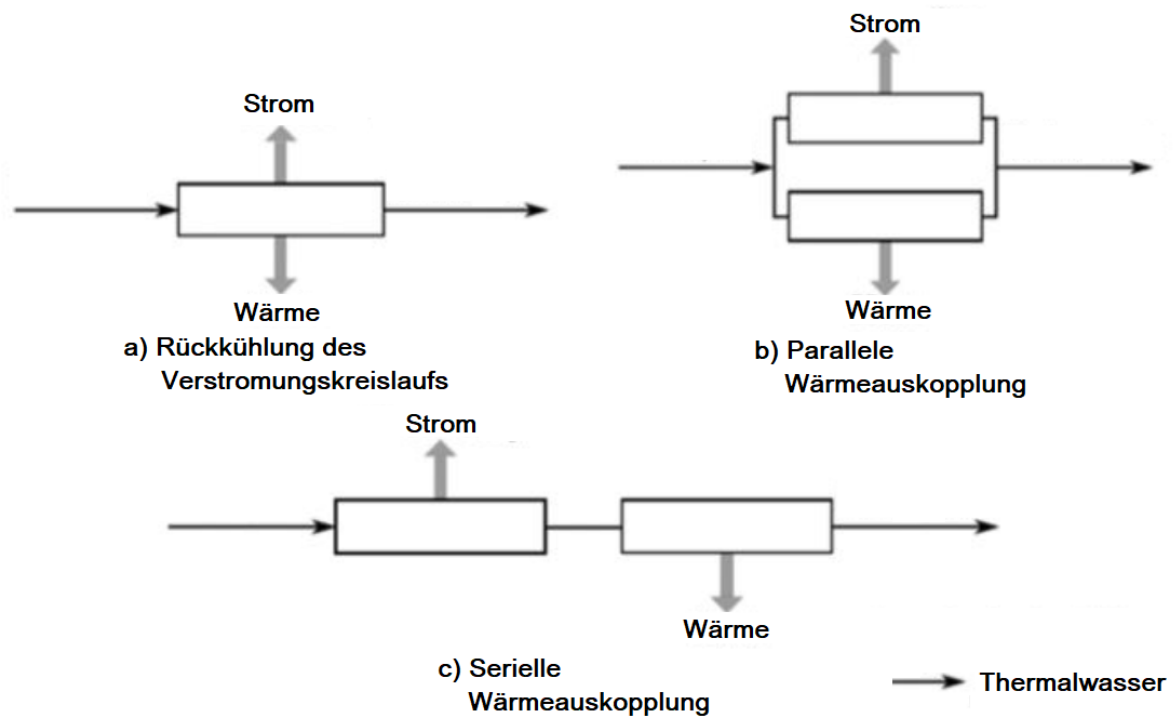 Strom
Wärme
a) Rückkühlung des
Verstromungskreislaufs
Strom
Wärme
b) Parallele
Wärmeauskopplung
Strom
Wärme
c) Serielle
Wärmeauskopplung
Thermalwasser